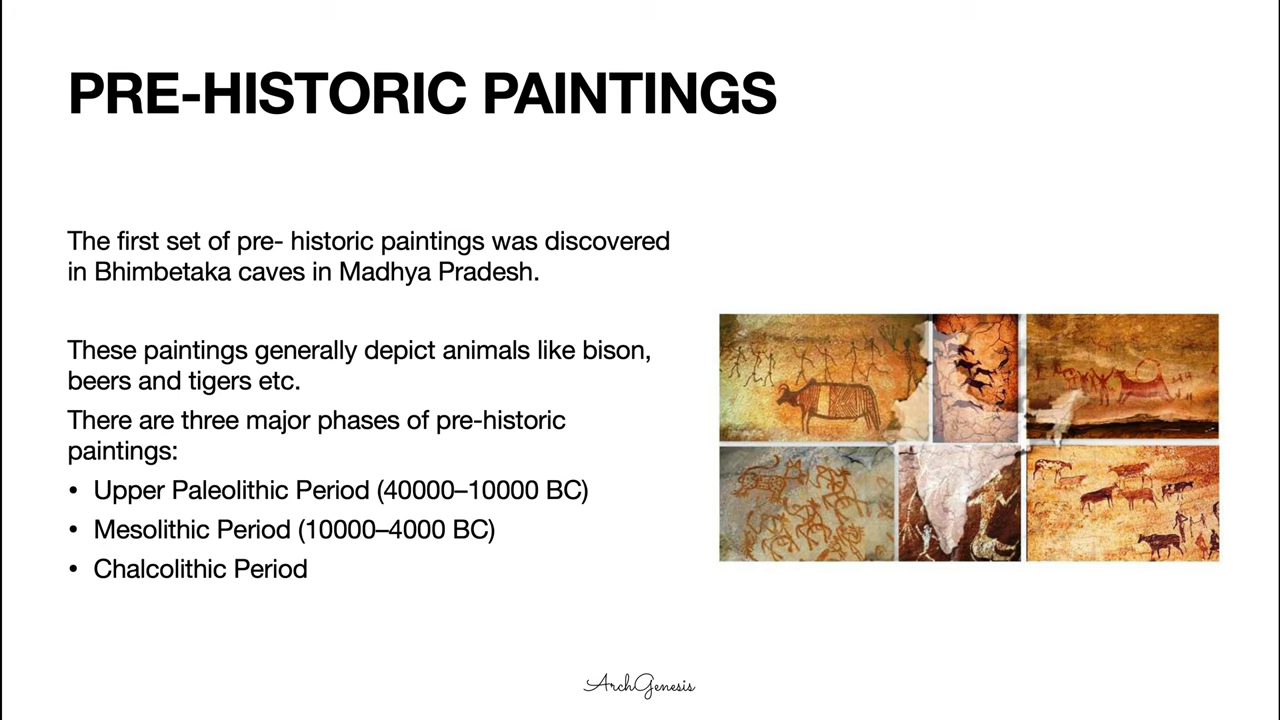 PRE-HISTORIC PAINTINGS
The first set of pre- historic paintings was discovered
in Bhimbetaka caves in Madhya Pradesh.
These paintings generally depict animals like bison,
beers and tigers etc.
There are three major phases of pre-historic
paintings:
• Upper Paleolithic Period (40000–10000 BC)
• Mesolithic Period (10000–4000 BC)
• Chalcolithic Period
ArchGenesis